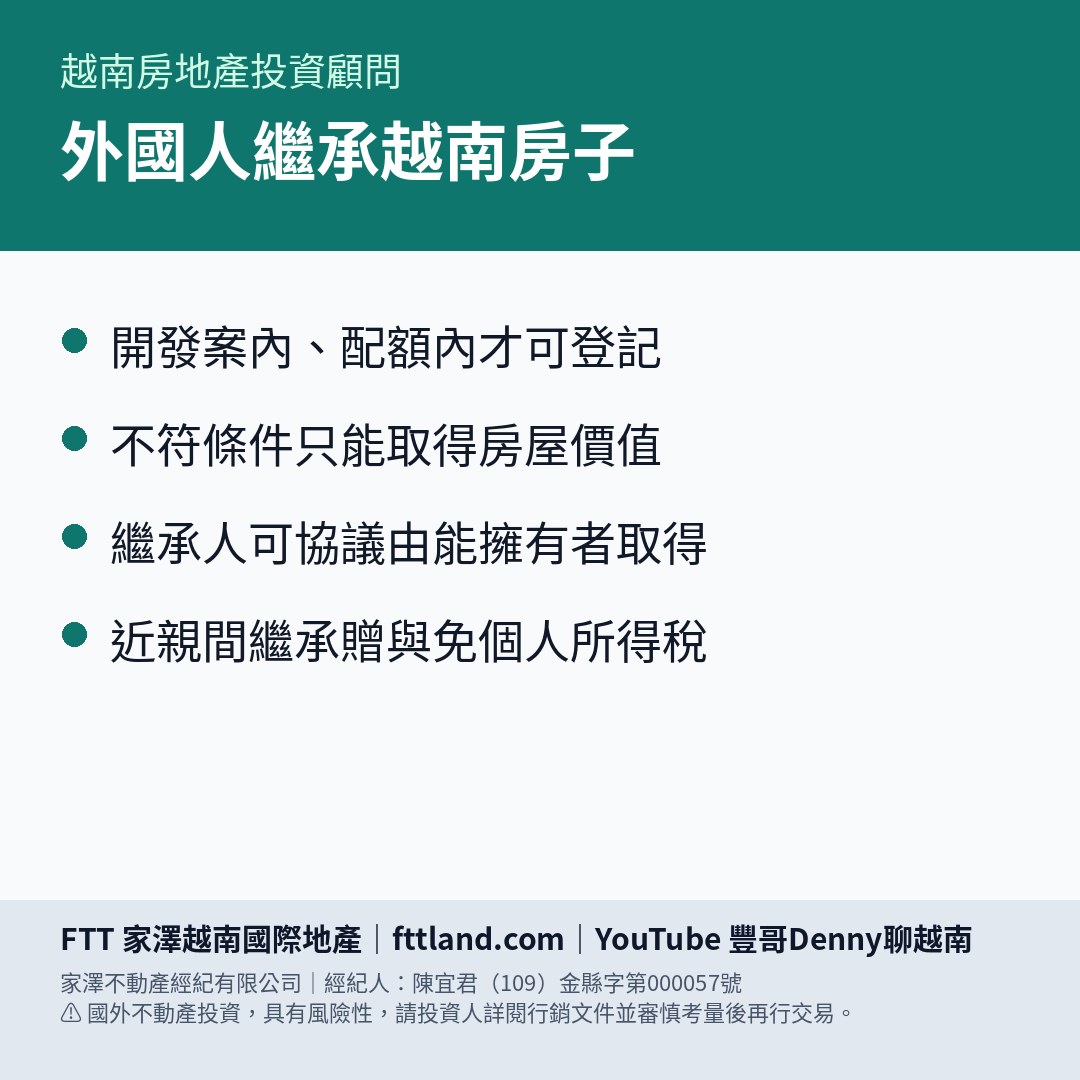 越南房地產投資顧問
外國人繼承越南房子
開發案內、配額內才可登記
不符條件只能取得房屋價值
繼承人可協議由能擁有者取得
近親間繼承贈與免個人所得稅
FTT 家澤越南國際地產｜fttland.com｜YouTube 豐哥Denny聊越南
家澤不動產經紀有限公司｜經紀人：陳宜君（109）金縣字第000057號
⚠ 國外不動產投資，具有風險性，請投資人詳閱行銷文件並審慎考量後再行交易。